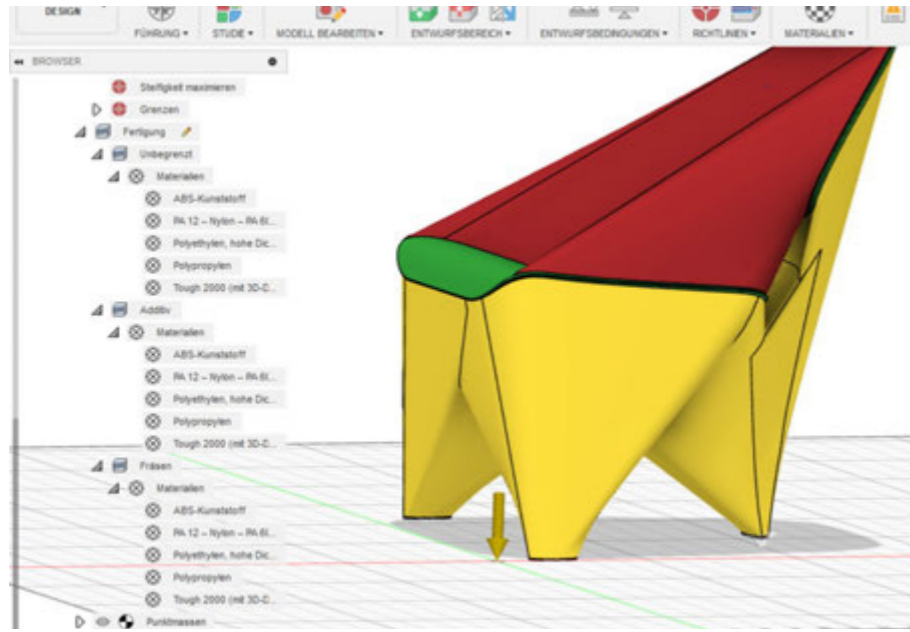 DESIGN
FÜHRUNG ▾ STUDIE ▾ MODELL BEARBEITEN ▾ ENTWURFSBEREICH ▾ ENTWURFSBEDINGUNGEN ▾ RICHTLINIEN ▾ MATERIALIEN ▾
BROWSER
Steifigkeit maximieren
Grenzen
Fertigung
Unbegrenzt
Materialien
ABS-Kunststoff
PA 12 – Nylon – PA 6I...
Polyethylen, hohe Dic...
Polypropylen
Tough 2000 (mit 3D-D...
Additiv
Materialien
ABS-Kunststoff
PA 12 – Nylon – PA 6I...
Polyethylen, hohe Dic...
Polypropylen
Tough 2000 (mit 3D-D...
Fräsen
Materialien
ABS-Kunststoff
PA 12 – Nylon – PA 6I...
Polyethylen, hohe Dic...
Polypropylen
Tough 2000 (mit 3D-D...
Punktmassen